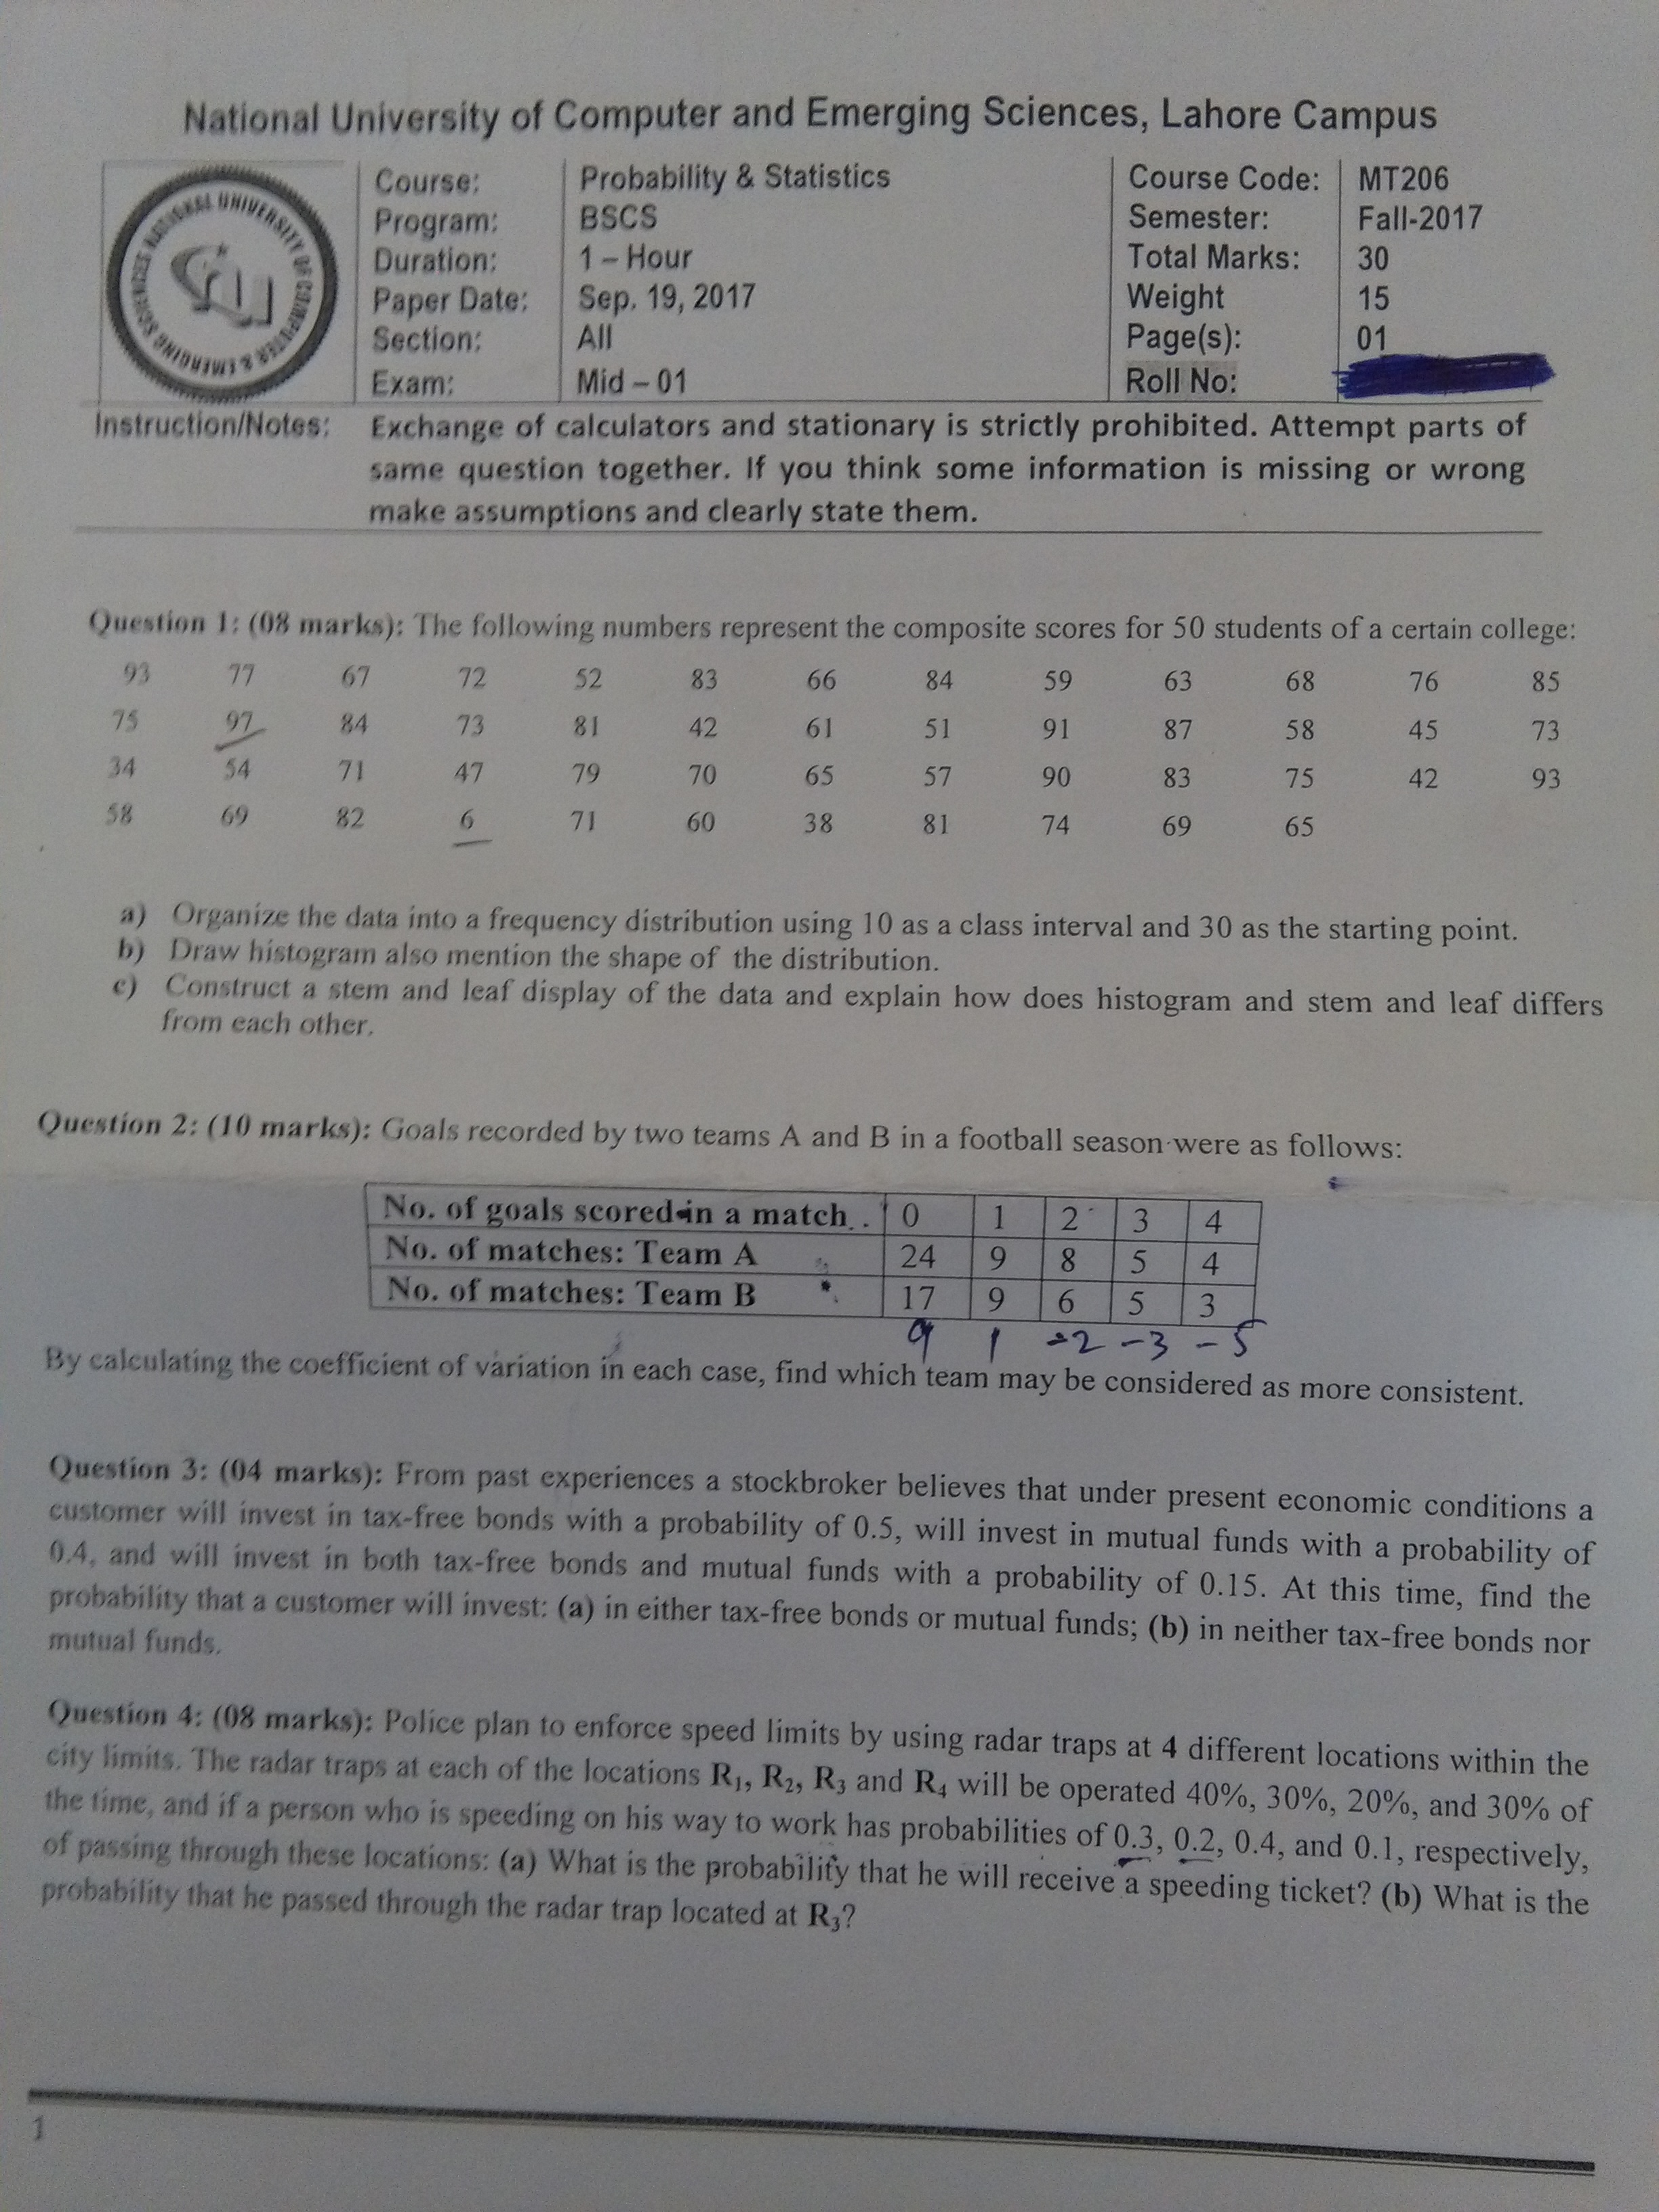 National University of Computer and Emerging Sciences, Lahore Campus
NATIONAL UNIVERSITY OF COMPUTER & EMERGING SCIENCES
Course: Probability & Statistics Course Code: MT206
Program: BSCS Semester: Fall-2017
Duration: 1 – Hour Total Marks: 30
Paper Date: Sep. 19, 2017 Weight 15
Section: All Page(s): 01
Exam: Mid – 01 Roll No:
Instruction/Notes: Exchange of calculators and stationary is strictly prohibited. Attempt parts of
same question together. If you think some information is missing or wrong
make assumptions and clearly state them.
Question 1: (08 marks): The following numbers represent the composite scores for 50 students of a certain college:
93 77 67 72 52 83 66 84 59 63 68 76 85
75 97 84 73 81 42 61 51 91 87 58 45 73
34 54 71 47 79 70 65 57 90 83 75 42 93
58 69 82 6 71 60 38 81 74 69 65
a) Organize the data into a frequency distribution using 10 as a class interval and 30 as the starting point.
b) Draw histogram also mention the shape of the distribution.
c) Construct a stem and leaf display of the data and explain how does histogram and stem and leaf differs
from each other.
Question 2: (10 marks): Goals recorded by two teams A and B in a football season were as follows:
No. of goals scored in a match 0 1 2 3 4
No. of matches: Team A 24 9 8 5 4
No. of matches: Team B 17 9 6 5 3
9 1 -2 -3 -5
By calculating the coefficient of variation in each case, find which team may be considered as more consistent.
Question 3: (04 marks): From past experiences a stockbroker believes that under present economic conditions a
customer will invest in tax-free bonds with a probability of 0.5, will invest in mutual funds with a probability of
0.4, and will invest in both tax-free bonds and mutual funds with a probability of 0.15. At this time, find the
probability that a customer will invest: (a) in either tax-free bonds or mutual funds; (b) in neither tax-free bonds nor
mutual funds.
Question 4: (08 marks): Police plan to enforce speed limits by using radar traps at 4 different locations within the
city limits. The radar traps at each of the locations R₁, R₂, R₃ and R₄ will be operated 40%, 30%, 20%, and 30% of
the time, and if a person who is speeding on his way to work has probabilities of 0.3, 0.2, 0.4, and 0.1, respectively,
of passing through these locations: (a) What is the probability that he will receive a speeding ticket? (b) What is the
probability that he passed through the radar trap located at R₃?
1